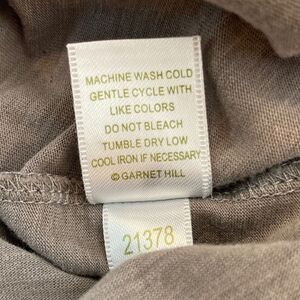 MACHINE WASH COLD
GENTLE CYCLE WITH
LIKE COLORS
DO NOT BLEACH
TUMBLE DRY LOW
COOL IRON IF NECESSARY
© GARNET HILL
21378